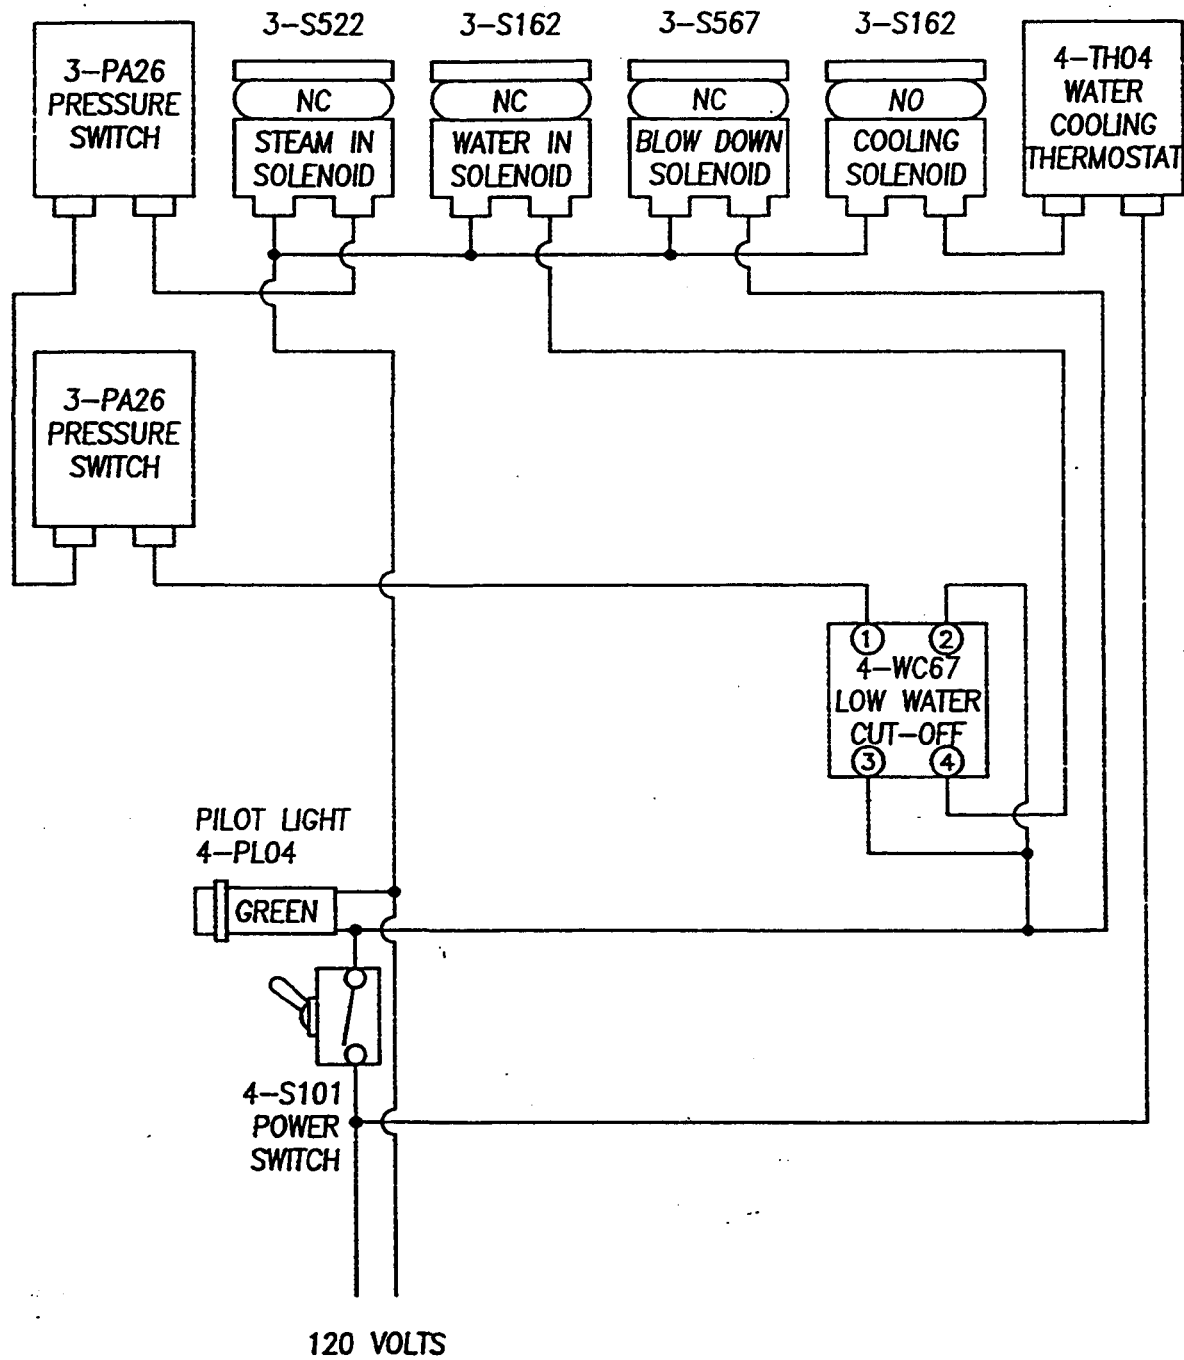 3-S522
3-S162
3-S567
3-S162
3-PA26
PRESSURE
SWITCH
NC
STEAM IN
SOLENOID
NC
WATER IN
SOLENOID
NC
BLOW DOWN
SOLENOID
NO
COOLING
SOLENOID
4-TH04
WATER
COOLING
THERMOSTAT
3-PA26
PRESSURE
SWITCH
1
2
4-WC67
LOW WATER
CUT-OFF
3
4
PILOT LIGHT
4-PL04
GREEN
4-S101
POWER
SWITCH
120 VOLTS